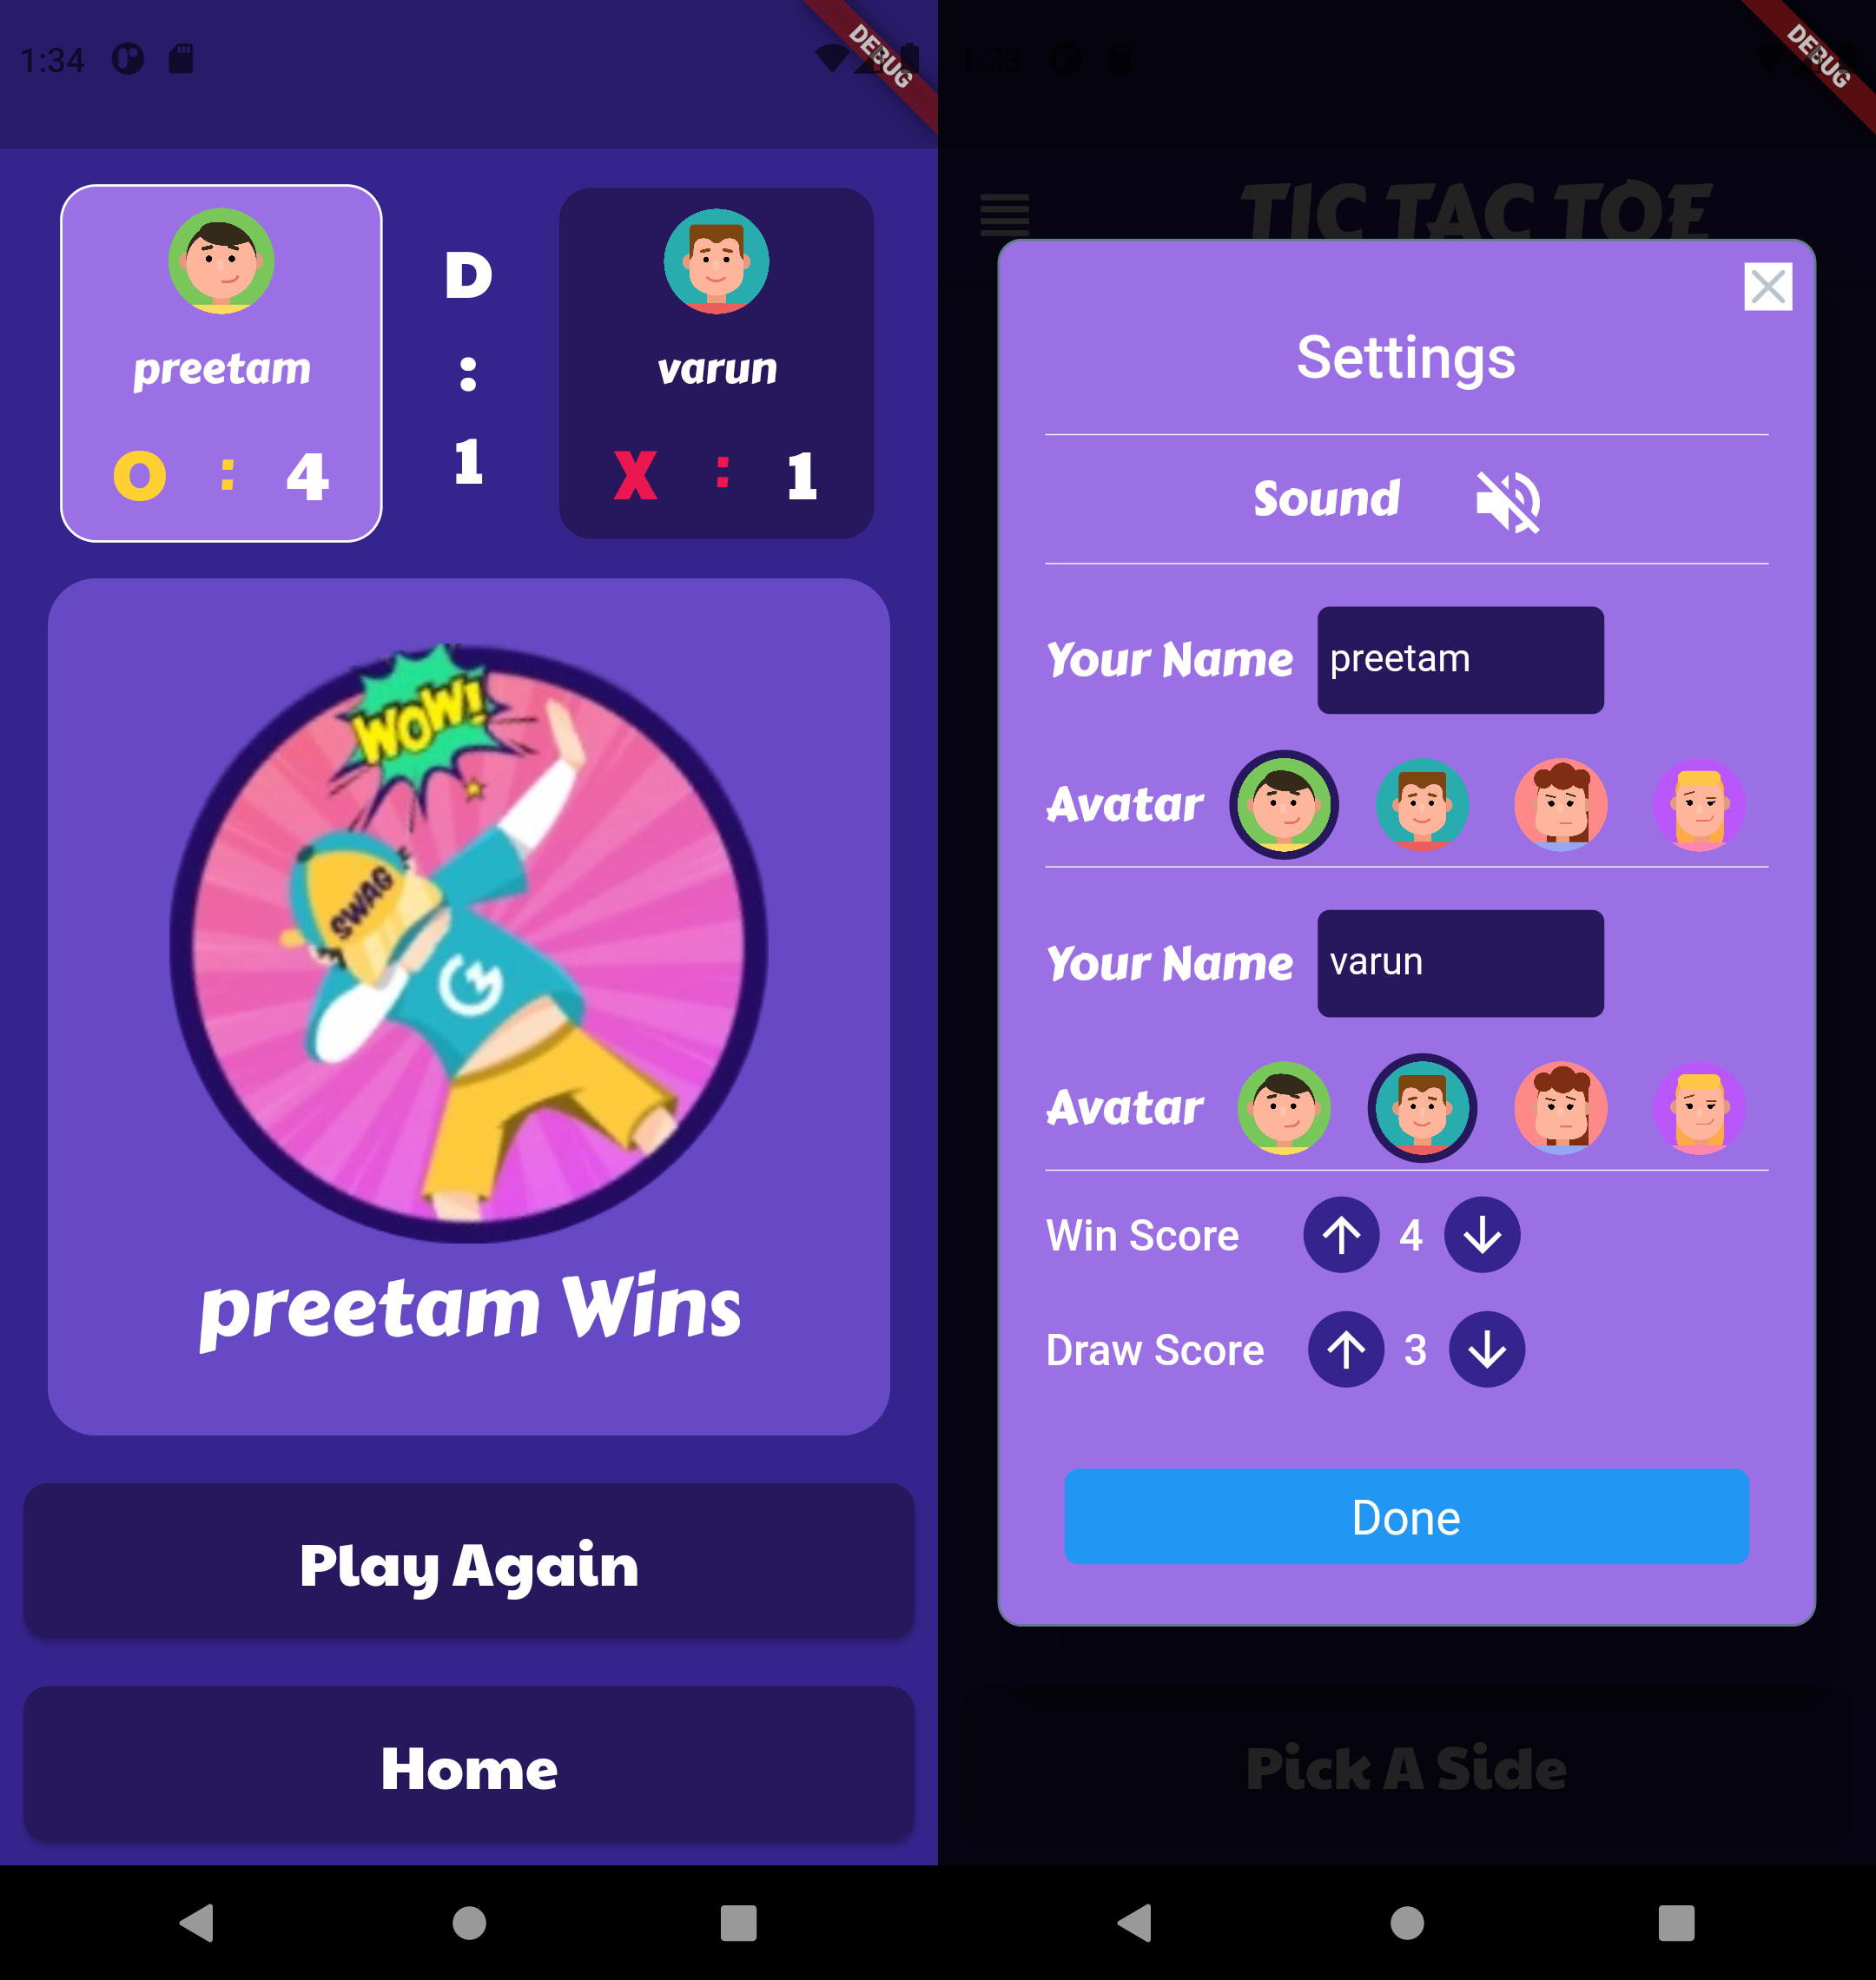 1:34
DEBUG
preetam
O : 4
D
:
1
varun
X : 1
WOW!
SWAG
preetam Wins
Play Again
Home
1:33
DEBUG
TIC TAC TOE
Settings
Sound
Your Name preetam
Avatar
Your Name varun
Avatar
Win Score 4
Draw Score 3
Done
Pick A Side